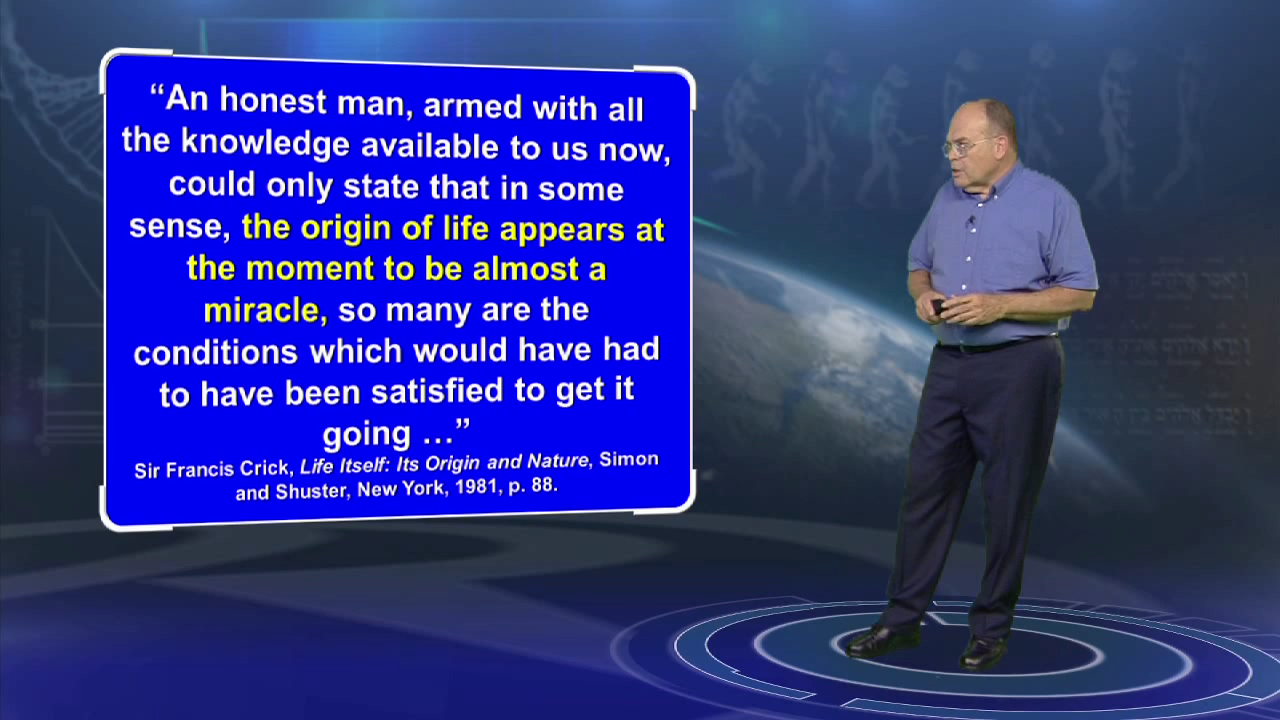 “An honest man, armed with all
the knowledge available to us now,
could only state that in some
sense, the origin of life appears at
the moment to be almost a
miracle, so many are the
conditions which would have had
to have been satisfied to get it
going …”
Sir Francis Crick, Life Itself: Its Origin and Nature, Simon
and Shuster, New York, 1981, p. 88.